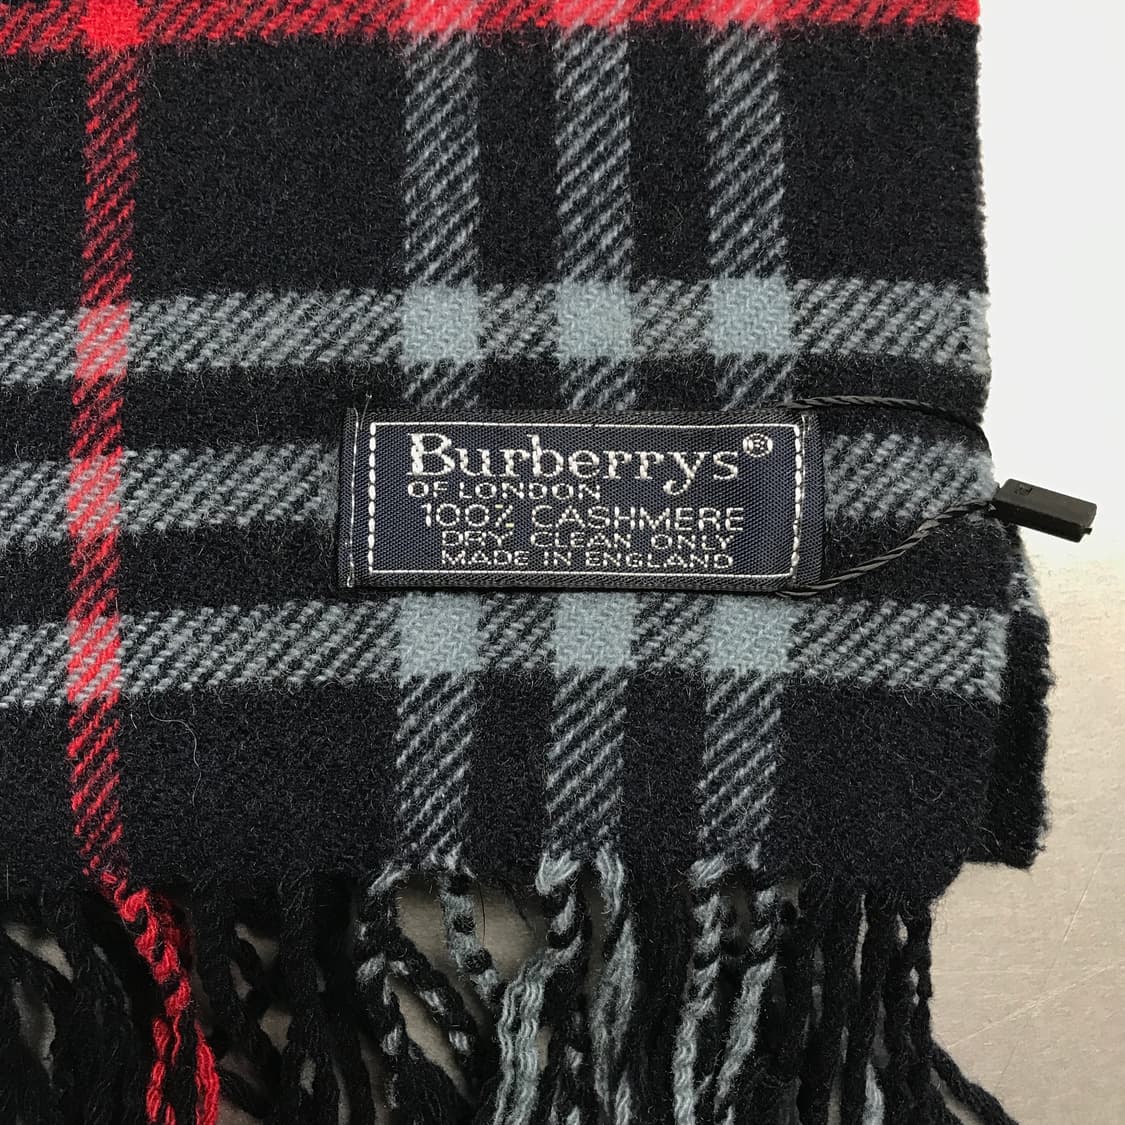 Burberrys®
OF LONDON
100% CASHMERE
DRY CLEAN ONLY
MADE IN ENGLAND